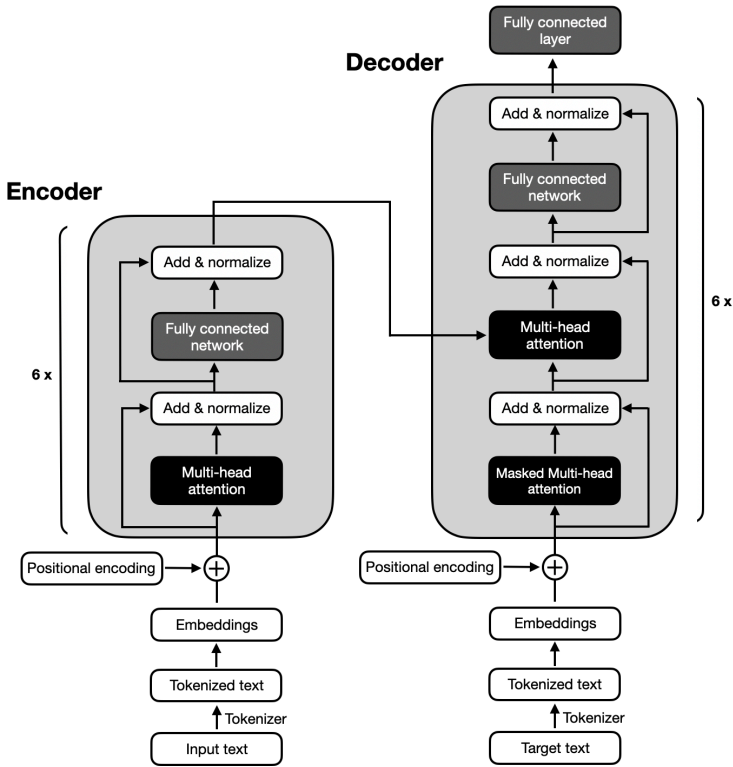 Fully connected
layer
Decoder
Add & normalize
Fully connected
network
Add & normalize
Multi-head
attention
Add & normalize
Masked Multi-head
attention
6 x
Positional encoding
Embeddings
Tokenized text
Tokenizer
Target text
Encoder
Add & normalize
Fully connected
network
6 x
Add & normalize
Multi-head
attention
Positional encoding
Embeddings
Tokenized text
Tokenizer
Input text